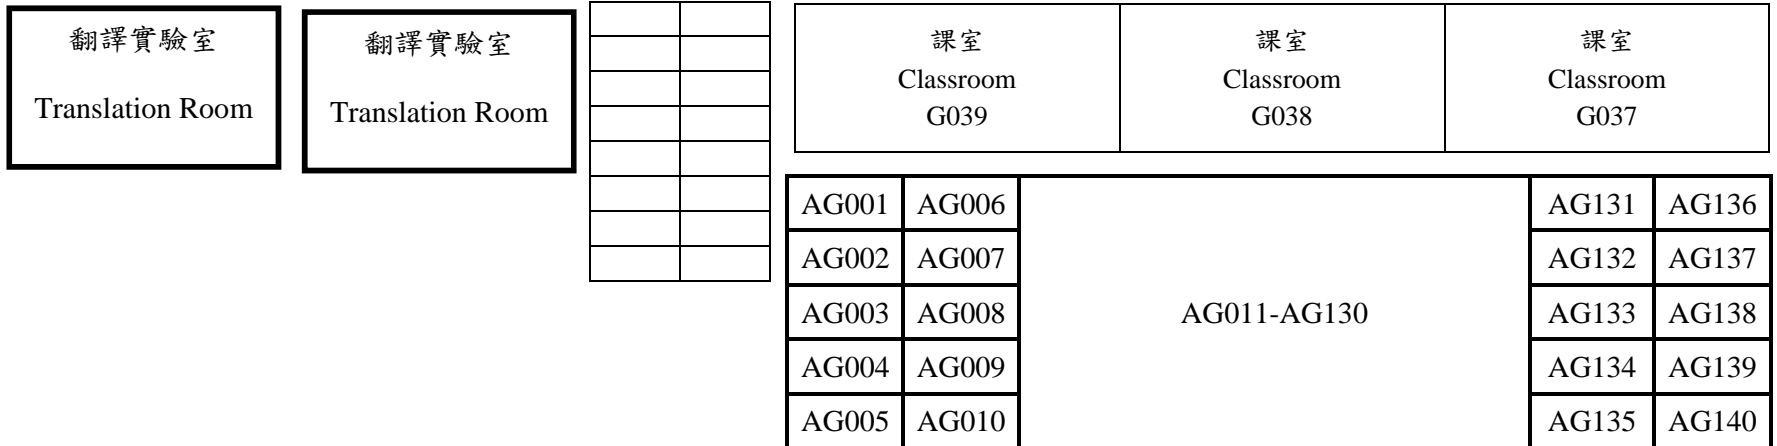 翻譯實驗室
Translation Room
翻譯實驗室
Translation Room
課室
Classroom
G039
課室
Classroom
G038
課室
Classroom
G037
AG001 AG006 AG131 AG136
AG002 AG007 AG132 AG137
AG003 AG008 AG011-AG130 AG133 AG138
AG004 AG009 AG134 AG139
AG005 AG010 AG135 AG140